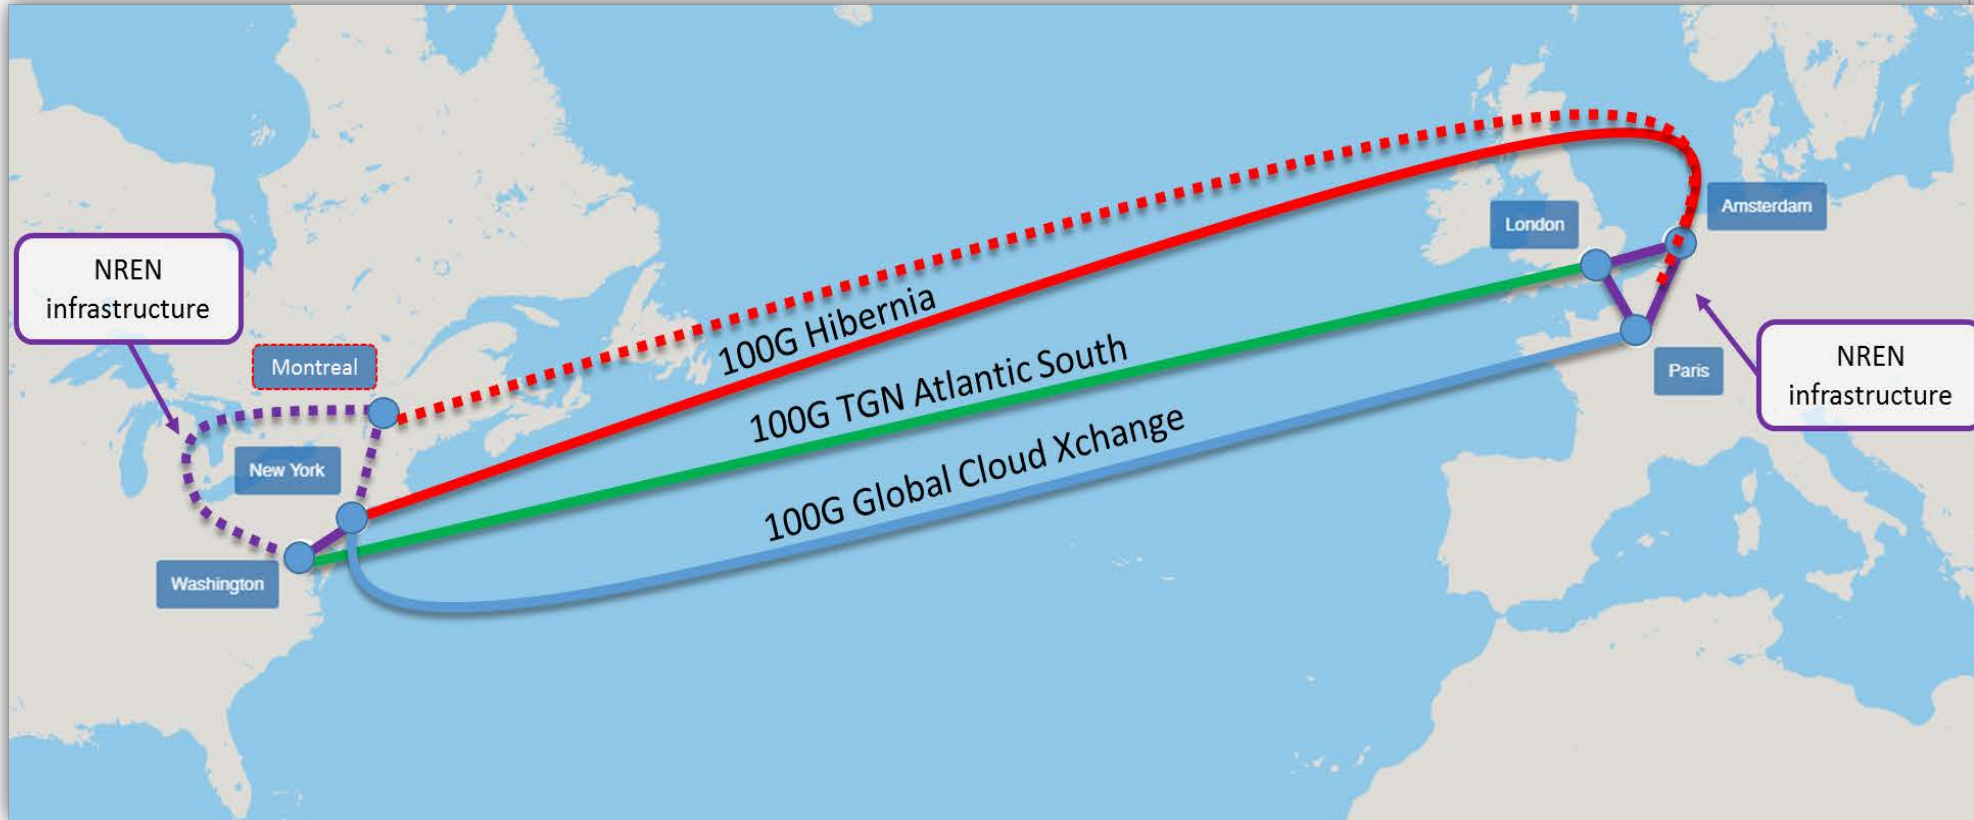 NREN
infrastructure
Montreal
New York
Washington
100G Hibernia
100G TGN Atlantic South
100G Global Cloud Xchange
London
Amsterdam
Paris
NREN
infrastructure